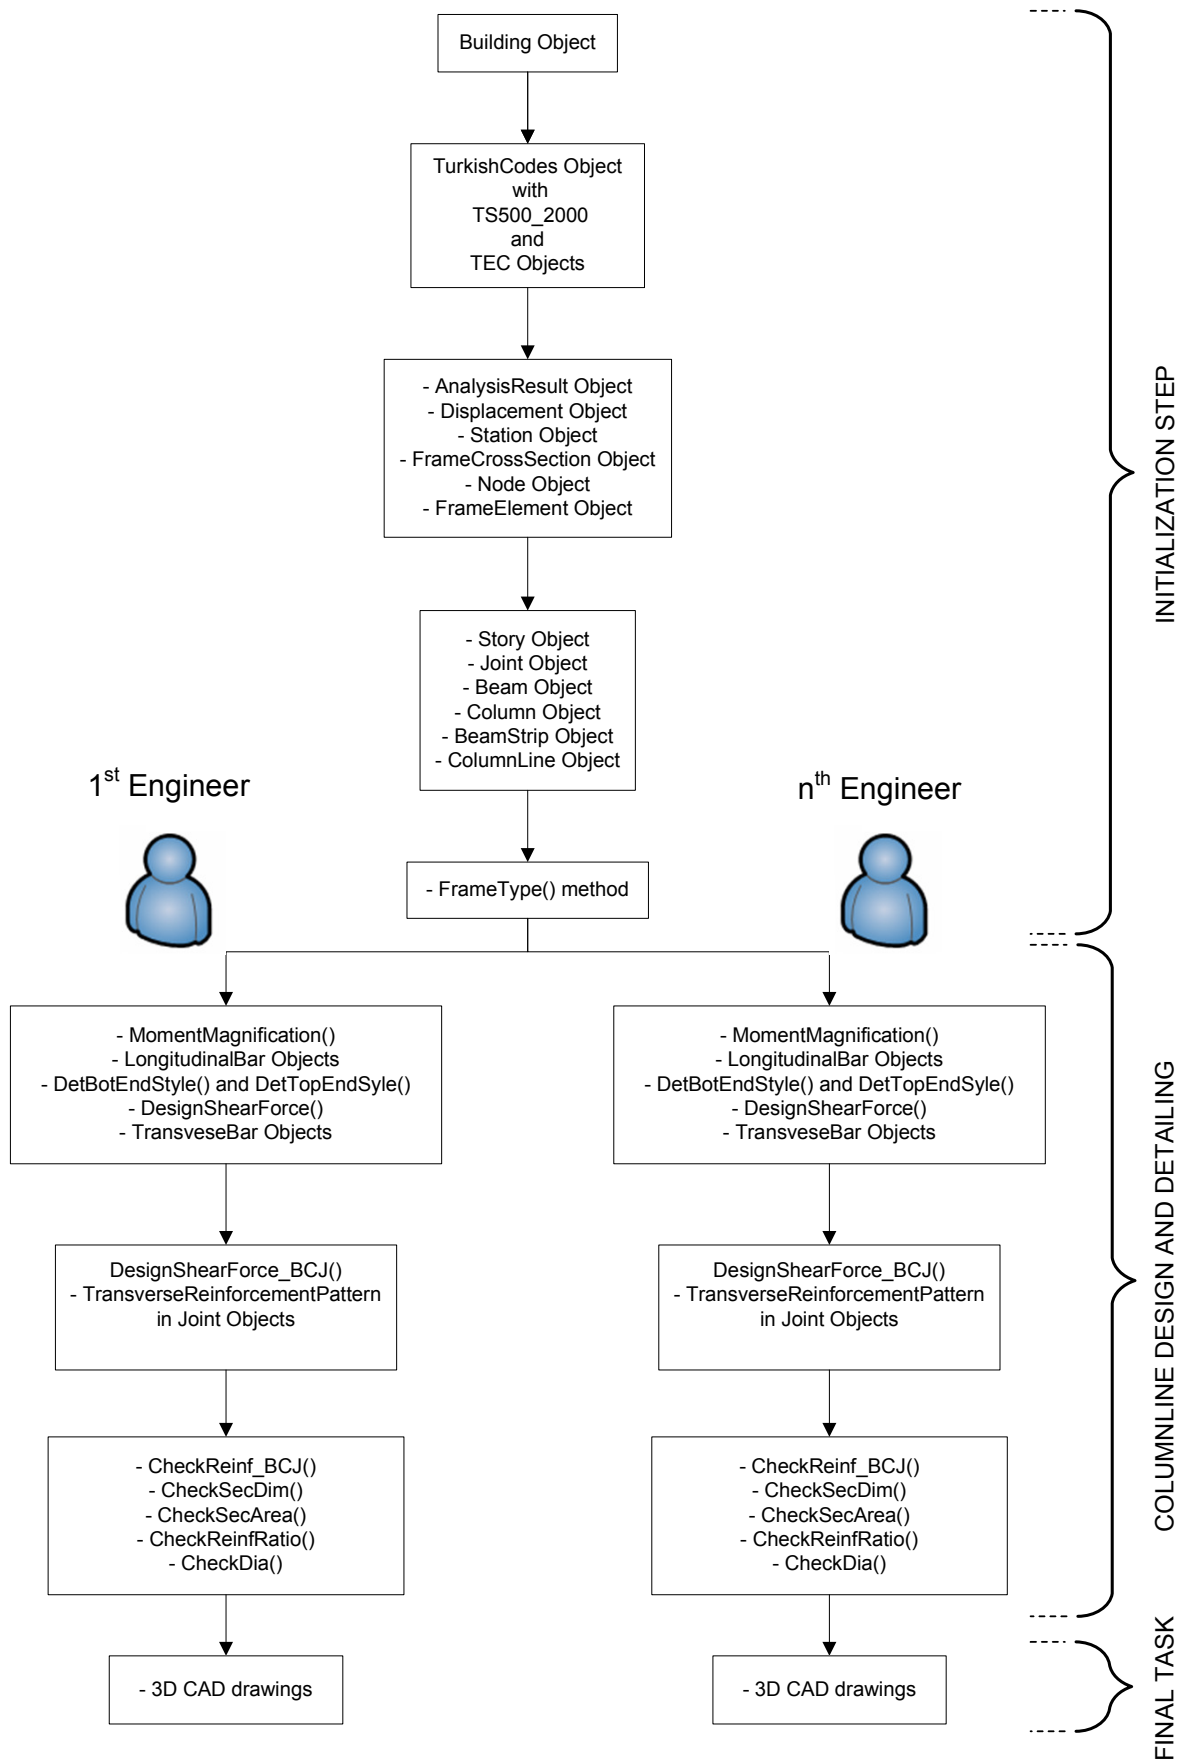 Building Object
TurkishCodes Object
with
TS500_2000
and
TEC Objects
- AnalysisResult Object
- Displacement Object
- Station Object
- FrameCrossSection Object
- Node Object
- FrameElement Object
- Story Object
- Joint Object
- Beam Object
- Column Object
- BeamStrip Object
- ColumnLine Object
- FrameType() method
INITIALIZATION STEP
1st Engineer
nth Engineer
- MomentMagnification()
- LongitudinalBar Objects
- DetBotEndStyle() and DetTopEndSyle()
- DesignShearForce()
- TransveseBar Objects
DesignShearForce_BCJ()
- TransverseReinforcementPattern
in Joint Objects
- CheckReinf_BCJ()
- CheckSecDim()
- CheckSecArea()
- CheckReinfRatio()
- CheckDia()
- 3D CAD drawings
- MomentMagnification()
- LongitudinalBar Objects
- DetBotEndStyle() and DetTopEndSyle()
- DesignShearForce()
- TransveseBar Objects
DesignShearForce_BCJ()
- TransverseReinforcementPattern
in Joint Objects
- CheckReinf_BCJ()
- CheckSecDim()
- CheckSecArea()
- CheckReinfRatio()
- CheckDia()
- 3D CAD drawings
COLUMNLINE DESIGN AND DETAILING
FINAL TASK